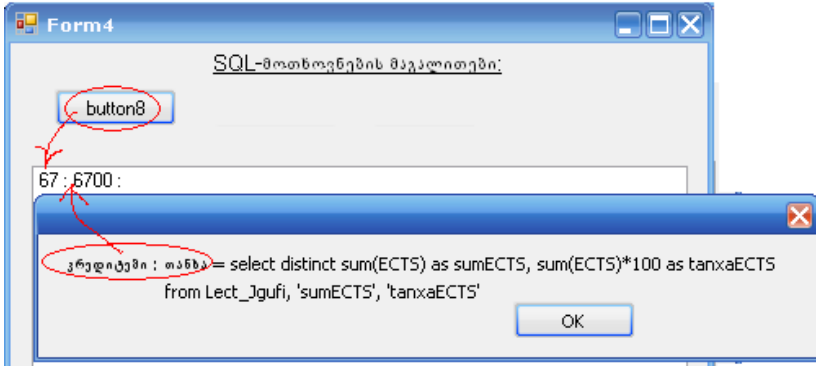 Form4
SQL-მოთხოვნების მაგალითები:
button8
67 : 6700 :
კრედიტები : თანხა = select distinct sum(ECTS) as sumECTS, sum(ECTS)*100 as tanxaECTS
from Lect_Jgufi, 'sumECTS', 'tanxaECTS'
OK